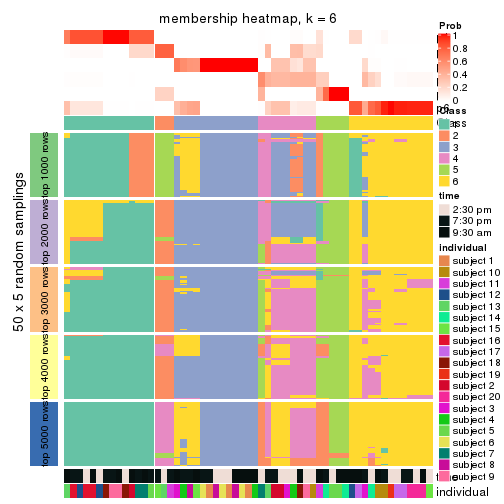 membership heatmap, k = 6
50 x 5 random samplings
top 1000 rows
top 2000 rows
top 3000 rows
top 4000 rows
top 5000 rows
Prob
1
0.8
0.6
0.4
0.2
0
Class
1
2
3
4
5
6
time
2:30 pm
7:30 pm
9:30 am
individual
subject 1
subject 10
subject 11
subject 12
subject 13
subject 14
subject 15
subject 16
subject 17
subject 18
subject 19
subject 2
subject 20
subject 3
subject 4
subject 5
subject 6
subject 7
subject 8
subject 9
individual